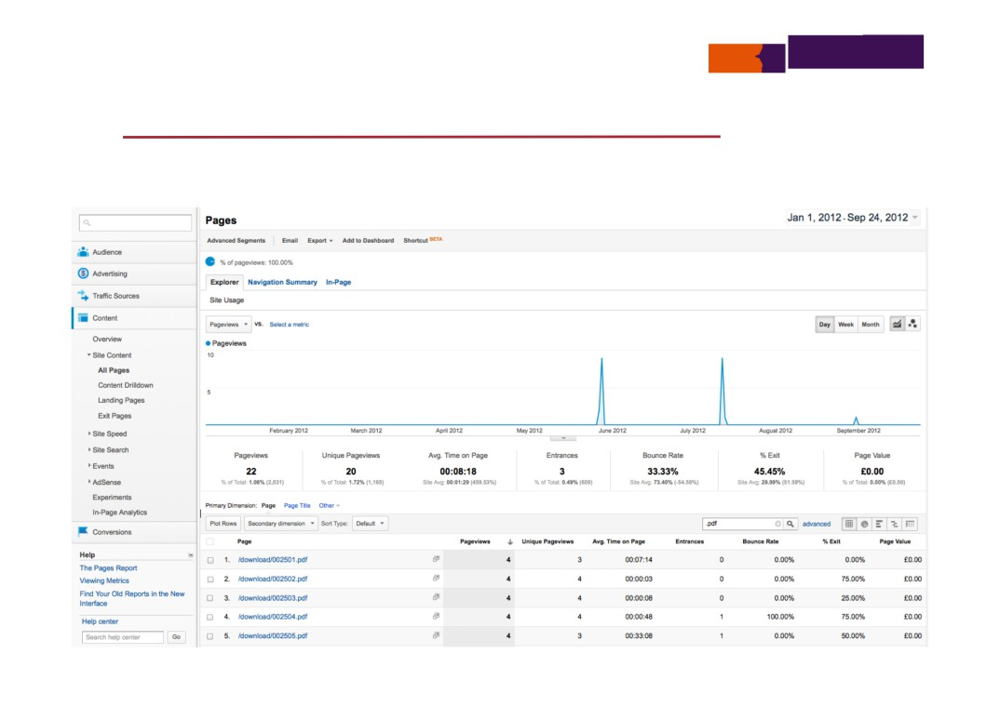 Pages
Jan 1, 2012 - Sep 24, 2012
Advanced Segments Email Export Add to Dashboard Shortcut BETA
Audience
Advertising
Traffic Sources
Content
Overview
Site Content
All Pages
Content Drilldown
Landing Pages
Exit Pages
Site Speed
Site Search
Events
AdSense
Experiments
In-Page Analytics
Conversions
Help
The Pages Report
Viewing Metrics
Find Your Old Reports in the New
Interface
Help center
Search help center Go
% of pageviews: 100.00%
Explorer Navigation Summary In-Page
Site Usage
Pageviews VS. Select a metric
Day Week Month
Pageviews
10
5
February 2012 March 2012 April 2012 May 2012 June 2012 July 2012 August 2012 September 2012
Pageviews Unique Pageviews Avg. Time on Page Entrances Bounce Rate % Exit Page Value
22 20 00:08:18 3 33.33% 45.45% £0.00
% of Total: 1.08% (2,031) % of Total: 1.72% (1,165) Site Avg: 00:01:29 (459.53%) % of Total: 0.49% (609) Site Avg: 73.40% (-54.59%) Site Avg: 29.99% (51.59%) % of Total: 0.00% (£0.00)
Primary Dimension: Page Page Title Other
Plot Rows Secondary dimension Sort Type: Default .pdf advanced
Page Pageviews Unique Pageviews Avg. Time on Page Entrances Bounce Rate % Exit Page Value
1. /download/002501.pdf 4 3 00:07:14 0 0.00% 0.00% £0.00
2. /download/002502.pdf 4 4 00:00:03 0 0.00% 75.00% £0.00
3. /download/002503.pdf 4 4 00:00:08 0 0.00% 25.00% £0.00
4. /download/002504.pdf 4 4 00:00:48 1 100.00% 75.00% £0.00
5. /download/002505.pdf 4 3 00:33:08 1 0.00% 50.00% £0.00